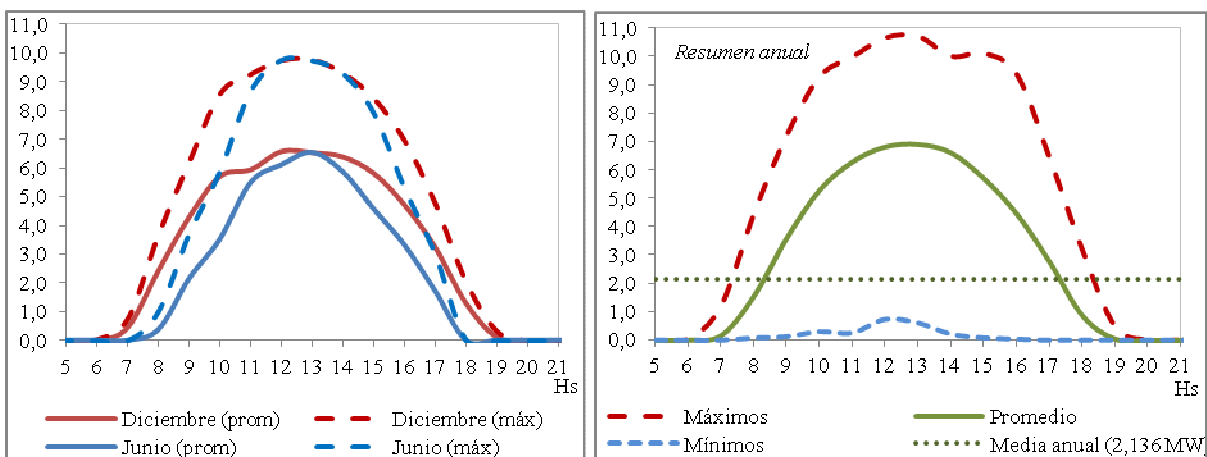 11,0
10,0
9,0
8,0
7,0
6,0
5,0
4,0
3,0
2,0
1,0
0,0
5 6 7 8 9 10 11 12 13 14 15 16 17 18 19 20 21
Hs
Diciembre (prom)
Diciembre (máx)
Junio (prom)
Junio (máx)
Resumen anual
11,0
10,0
9,0
8,0
7,0
6,0
5,0
4,0
3,0
2,0
1,0
0,0
5 6 7 8 9 10 11 12 13 14 15 16 17 18 19 20 21
Hs
Máximos
Promedio
Mínimos
Media anual (2,136 MW)